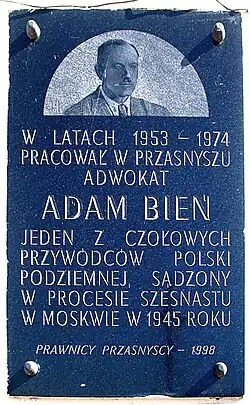 W LATACH 1953 – 1974
PRACOWAŁ W PRZASNYSZU
ADWOKAT
ADAM BIEŃ
JEDEN Z CZOŁOWYCH
PRZYWÓDCÓW POLSKI
PODZIEMNEJ, SĄDZONY
W PROCESIE SZESNASTU
W MOSKWIE W 1945 ROKU
PRAWNICY PRZASNYSCY – 1998